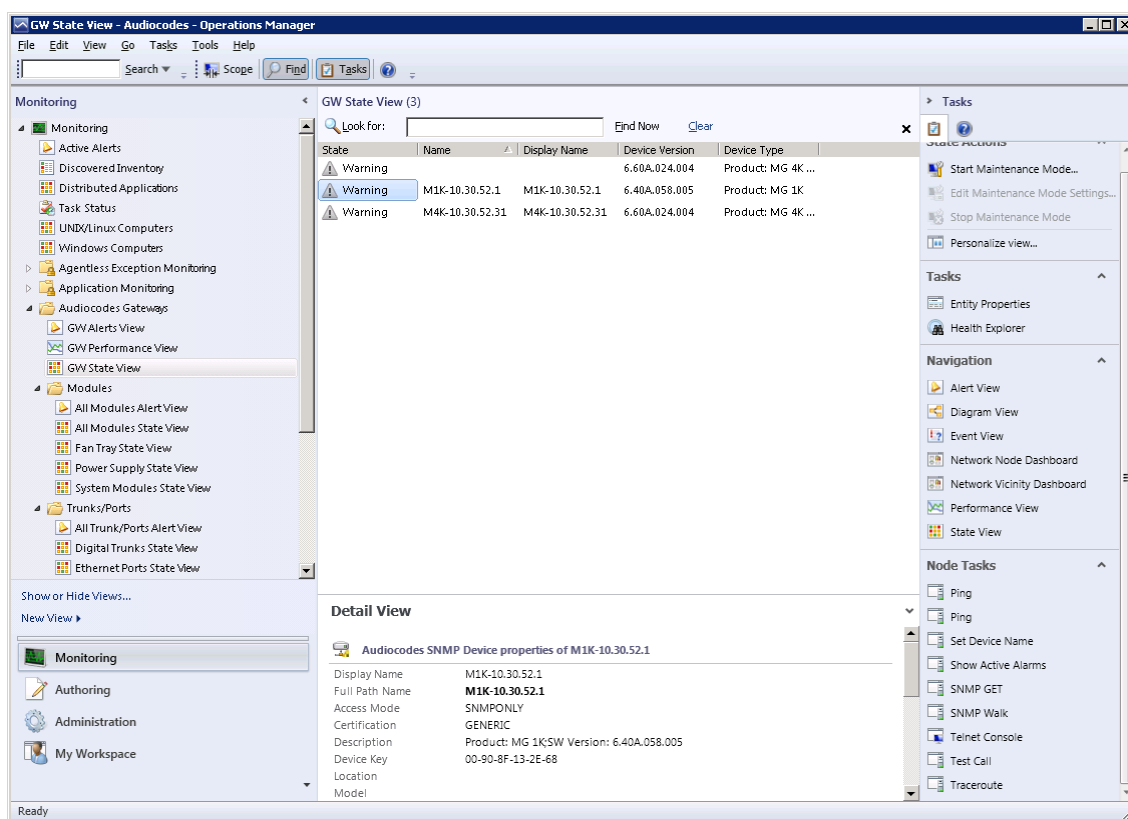 GW State View - Audiocodes - Operations Manager
File Edit View Go Tasks Tools Help
Search Scope Find Tasks
Monitoring
Monitoring
Active Alerts
Discovered Inventory
Distributed Applications
Task Status
UNIX/Linux Computers
Windows Computers
Agentless Exception Monitoring
Application Monitoring
Audiocodes Gateways
GW Alerts View
GW Performance View
GW State View
Modules
All Modules Alert View
All Modules State View
Fan Tray State View
Power Supply State View
System Modules State View
Trunks/Ports
All Trunk/Ports Alert View
Digital Trunks State View
Ethernet Ports State View
Show or Hide Views...
New View
Monitoring
Authoring
Administration
My Workspace
Ready
GW State View (3)
Look for: Find Now Clear x
State Name Display Name Device Version Device Type
Warning 6.60A.024.004 Product: MG 4K ...
Warning M1K-10.30.52.1 M1K-10.30.52.1 6.40A.058.005 Product: MG 1K
Warning M4K-10.30.52.31 M4K-10.30.52.31 6.60A.024.004 Product: MG 4K ...
Detail View
Audiocodes SNMP Device properties of M1K-10.30.52.1
Display Name M1K-10.30.52.1
Full Path Name M1K-10.30.52.1
Access Mode SNMPONLY
Certification GENERIC
Description Product: MG 1K;SW Version: 6.40A.058.005
Device Key 00-90-8F-13-2E-68
Location
Model
Tasks
State Actions
Start Maintenance Mode...
Edit Maintenance Mode Settings...
Stop Maintenance Mode
Personalize view...
Tasks
Entity Properties
Health Explorer
Navigation
Alert View
Diagram View
Event View
Network Node Dashboard
Network Vicinity Dashboard
Performance View
State View
Node Tasks
Ping
Ping
Set Device Name
Show Active Alarms
SNMP GET
SNMP Walk
Telnet Console
Test Call
Traceroute